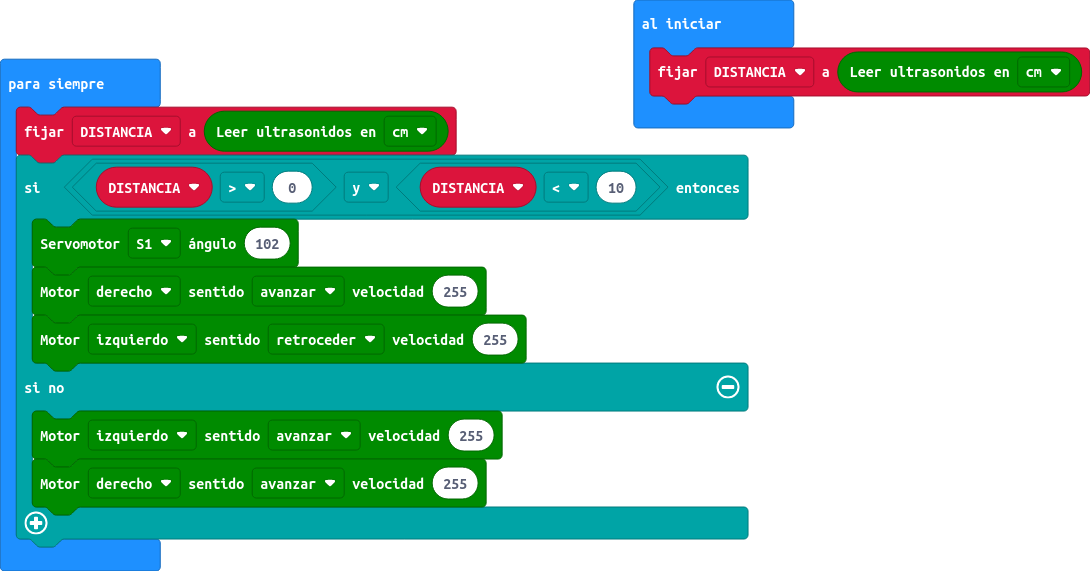 al iniciar
fijar DISTANCIA a Leer ultrasonidos en cm
para siempre
fijar DISTANCIA a Leer ultrasonidos en cm
si DISTANCIA > 0 y DISTANCIA < 10 entonces
Servomotor S1 ángulo 102
Motor derecho sentido avanzar velocidad 255
Motor izquierdo sentido retroceder velocidad 255
si no
Motor izquierdo sentido avanzar velocidad 255
Motor derecho sentido avanzar velocidad 255